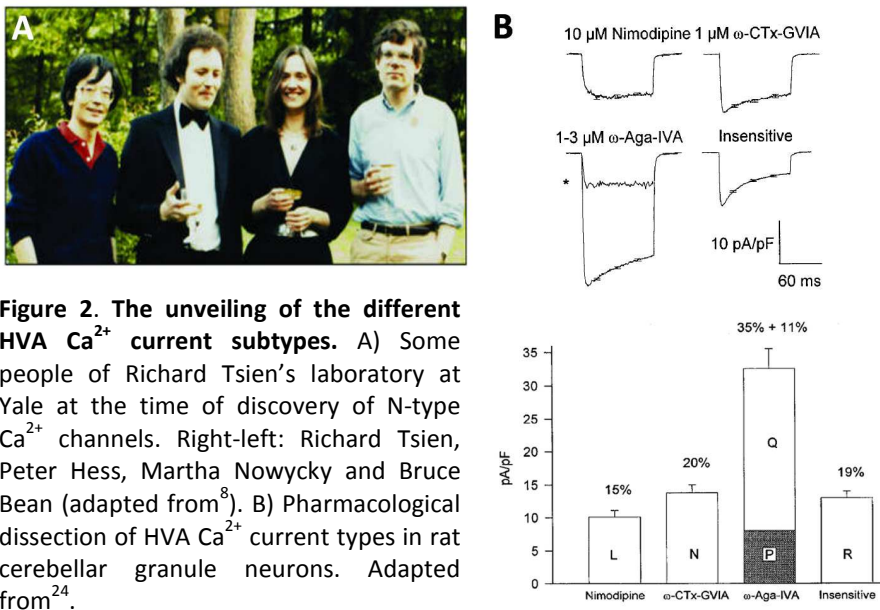 A
B
10 µM Nimodipine 1 µM ω-CTx-GVIA
1-3 µM ω-Aga-IVA Insensitive
*
10 pA/pF
60 ms
Figure 2. The unveiling of the different
HVA Ca²⁺ current subtypes. A) Some
people of Richard Tsien’s laboratory at
Yale at the time of discovery of N-type
Ca²⁺ channels. Right-left: Richard Tsien,
Peter Hess, Martha Nowycky and Bruce
Bean (adapted from⁸). B) Pharmacological
dissection of HVA Ca²⁺ current types in rat
cerebellar granule neurons. Adapted
from²⁴.
35% + 11%
35
30
25
20
15
10
5
0
pA/pF
15%
20%
19%
Q
L
N
P
R
Nimodipine ω-CTx-GVIA ω-Aga-IVA Insensitive